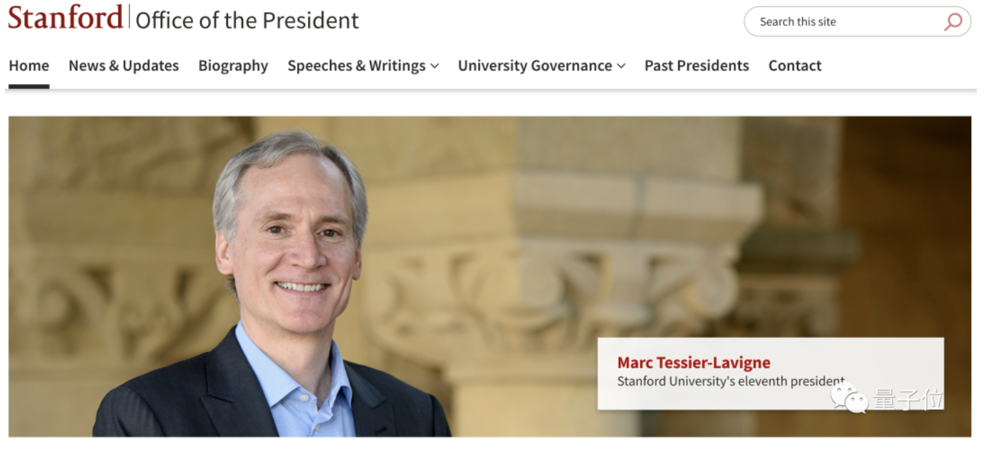 Stanford | Office of the President
Search this site
Home News & Updates Biography Speeches & Writings University Governance Past Presidents Contact
Marc Tessier-Lavigne
Stanford University's eleventh president
量子位